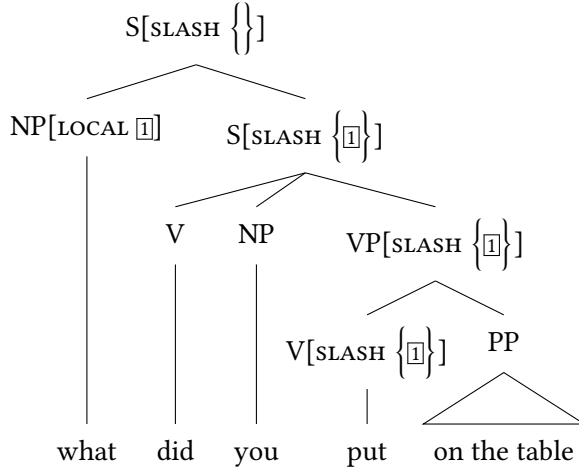 S[SLASH {}]
NP[LOCAL 1] S[SLASH {1}]
V NP VP[SLASH {1}]
V[SLASH {1}] PP
what did you put on the table